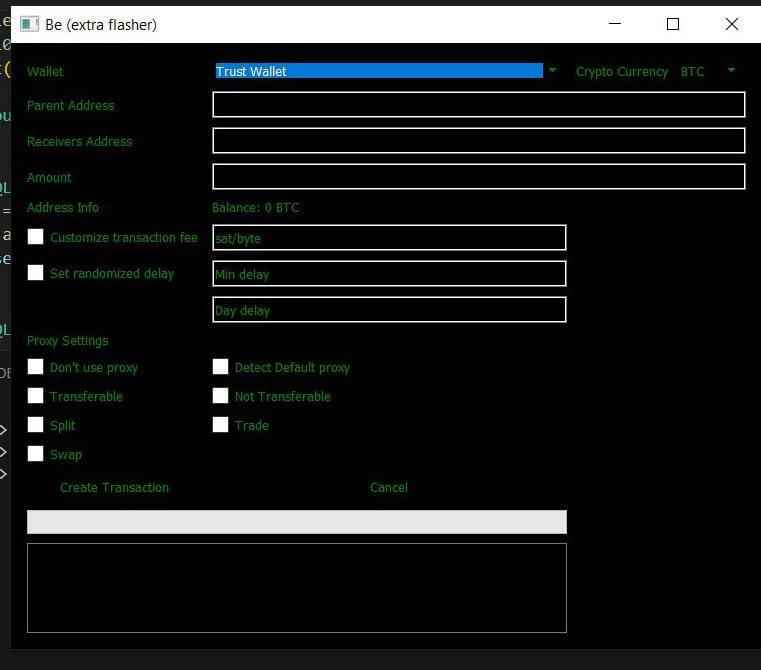 Be (extra flasher)
Wallet Trust Wallet Crypto Currency BTC
Parent Address
Receivers Address
Amount
Address Info Balance: 0 BTC
Customize transaction fee sat/byte
Set randomized delay Min delay
Day delay
Proxy Settings
Don't use proxy Detect Default proxy
Transferable Not Transferable
Split Trade
Swap
Create Transaction Cancel